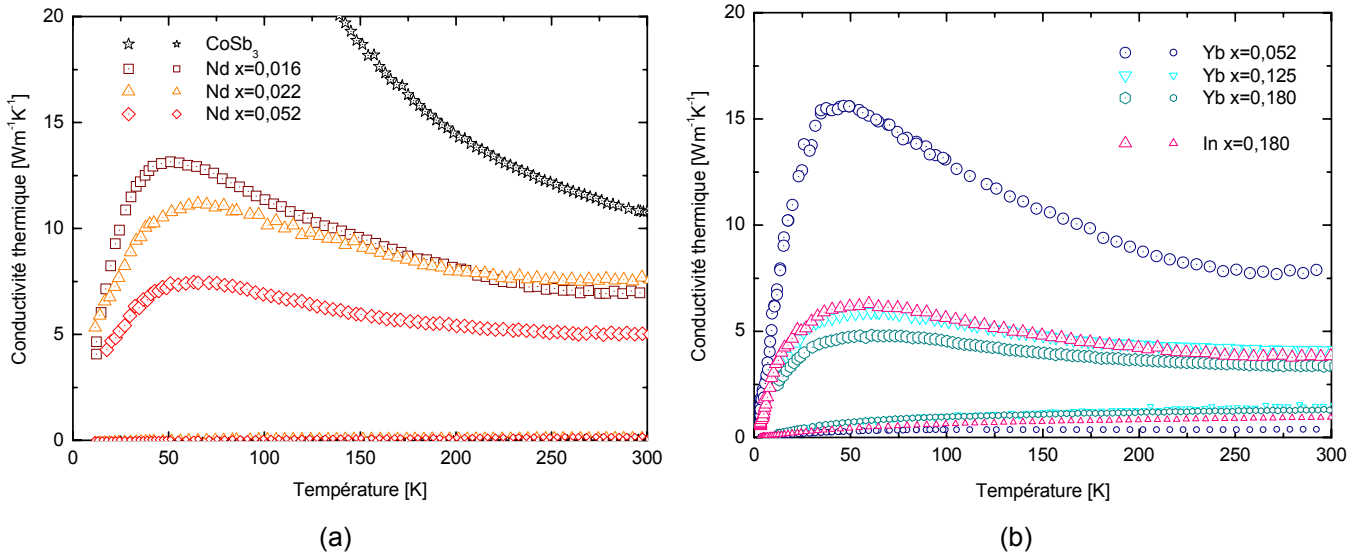 20
15
10
5
0
0
50
100
150
200
250
300
Conductivité thermique [Wm⁻¹K⁻¹]
Température [K]
CoSb₃
Nd x=0,016
Nd x=0,022
Nd x=0,052
(a)
20
15
10
5
0
0
50
100
150
200
250
300
Conductivité thermique [Wm⁻¹K⁻¹]
Température [K]
Yb x=0,052
Yb x=0,125
Yb x=0,180
In x=0,180
(b)